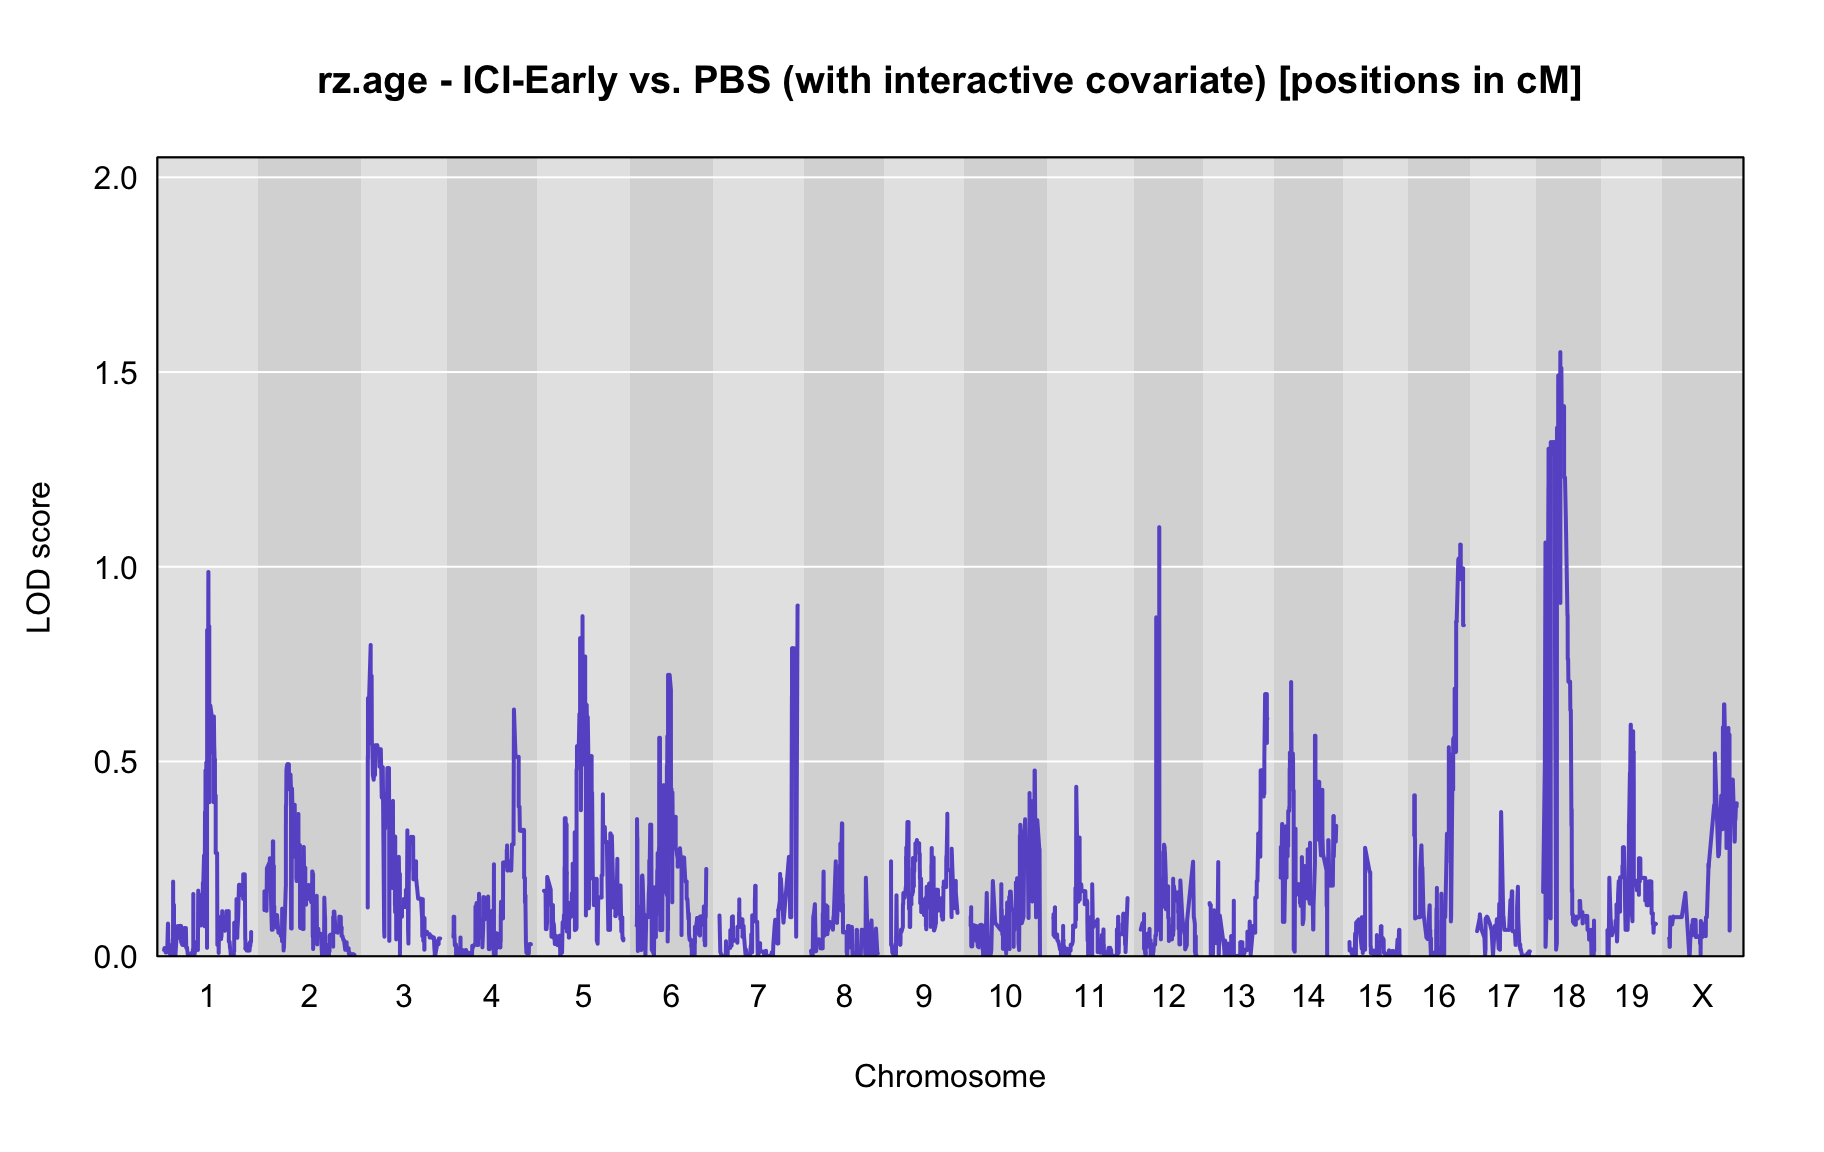 rz.age - ICI-Early vs. PBS (with interactive covariate) [positions in cM]
2.0
1.5
1.0
0.5
0.0
LOD score
1 2 3 4 5 6 7 8 9 10 11 12 13 14 15 16 17 18 19 X
Chromosome